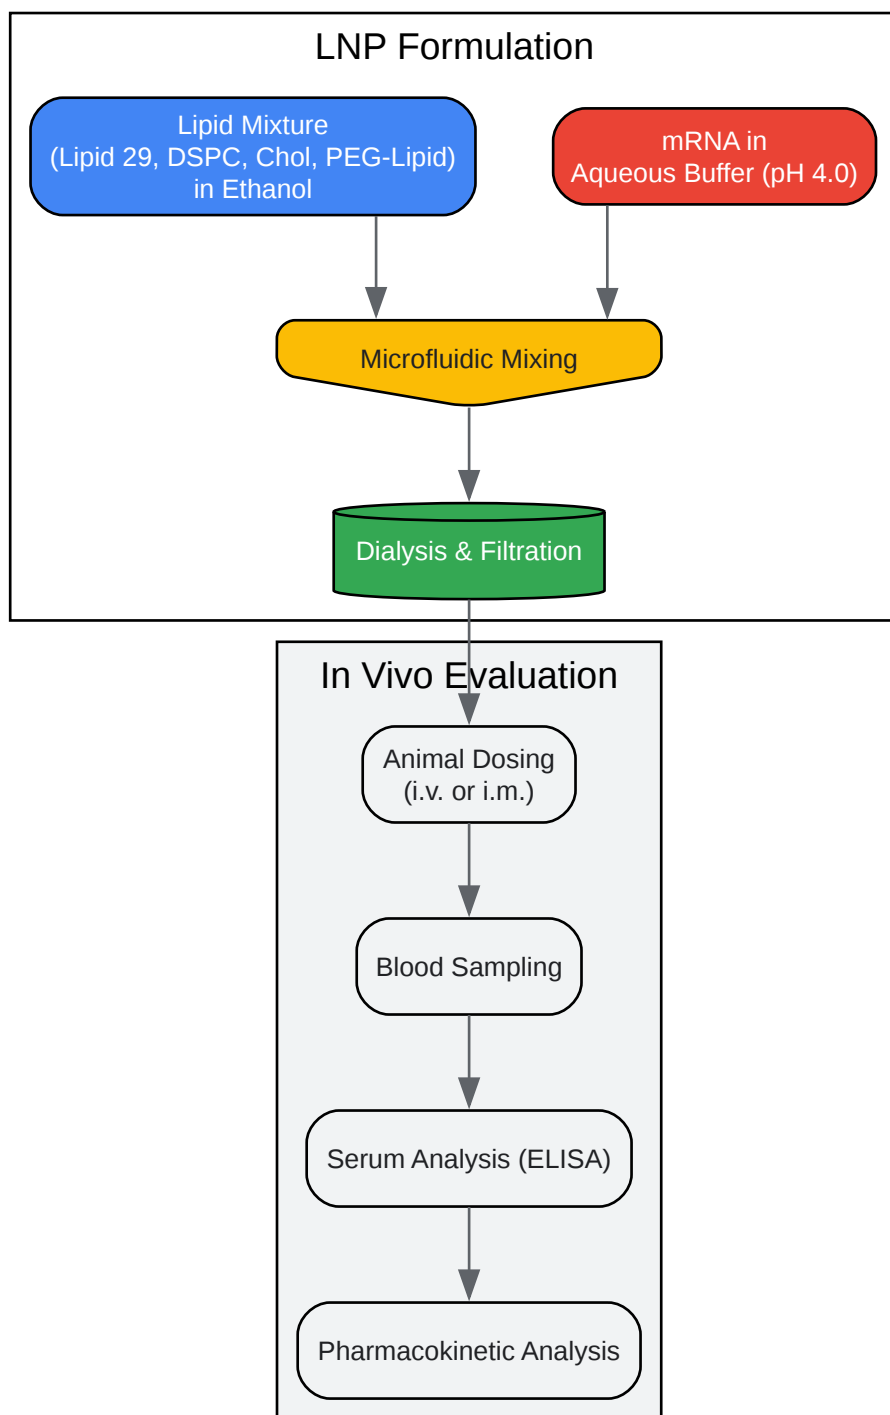 LNP Formulation
Lipid Mixture
(Lipid 29, DSPC, Chol, PEG-Lipid)
in Ethanol
mRNA in
Aqueous Buffer (pH 4.0)
Microfluidic Mixing
Dialysis & Filtration
In Vivo Evaluation
Animal Dosing
(i.v. or i.m.)
Blood Sampling
Serum Analysis (ELISA)
Pharmacokinetic Analysis